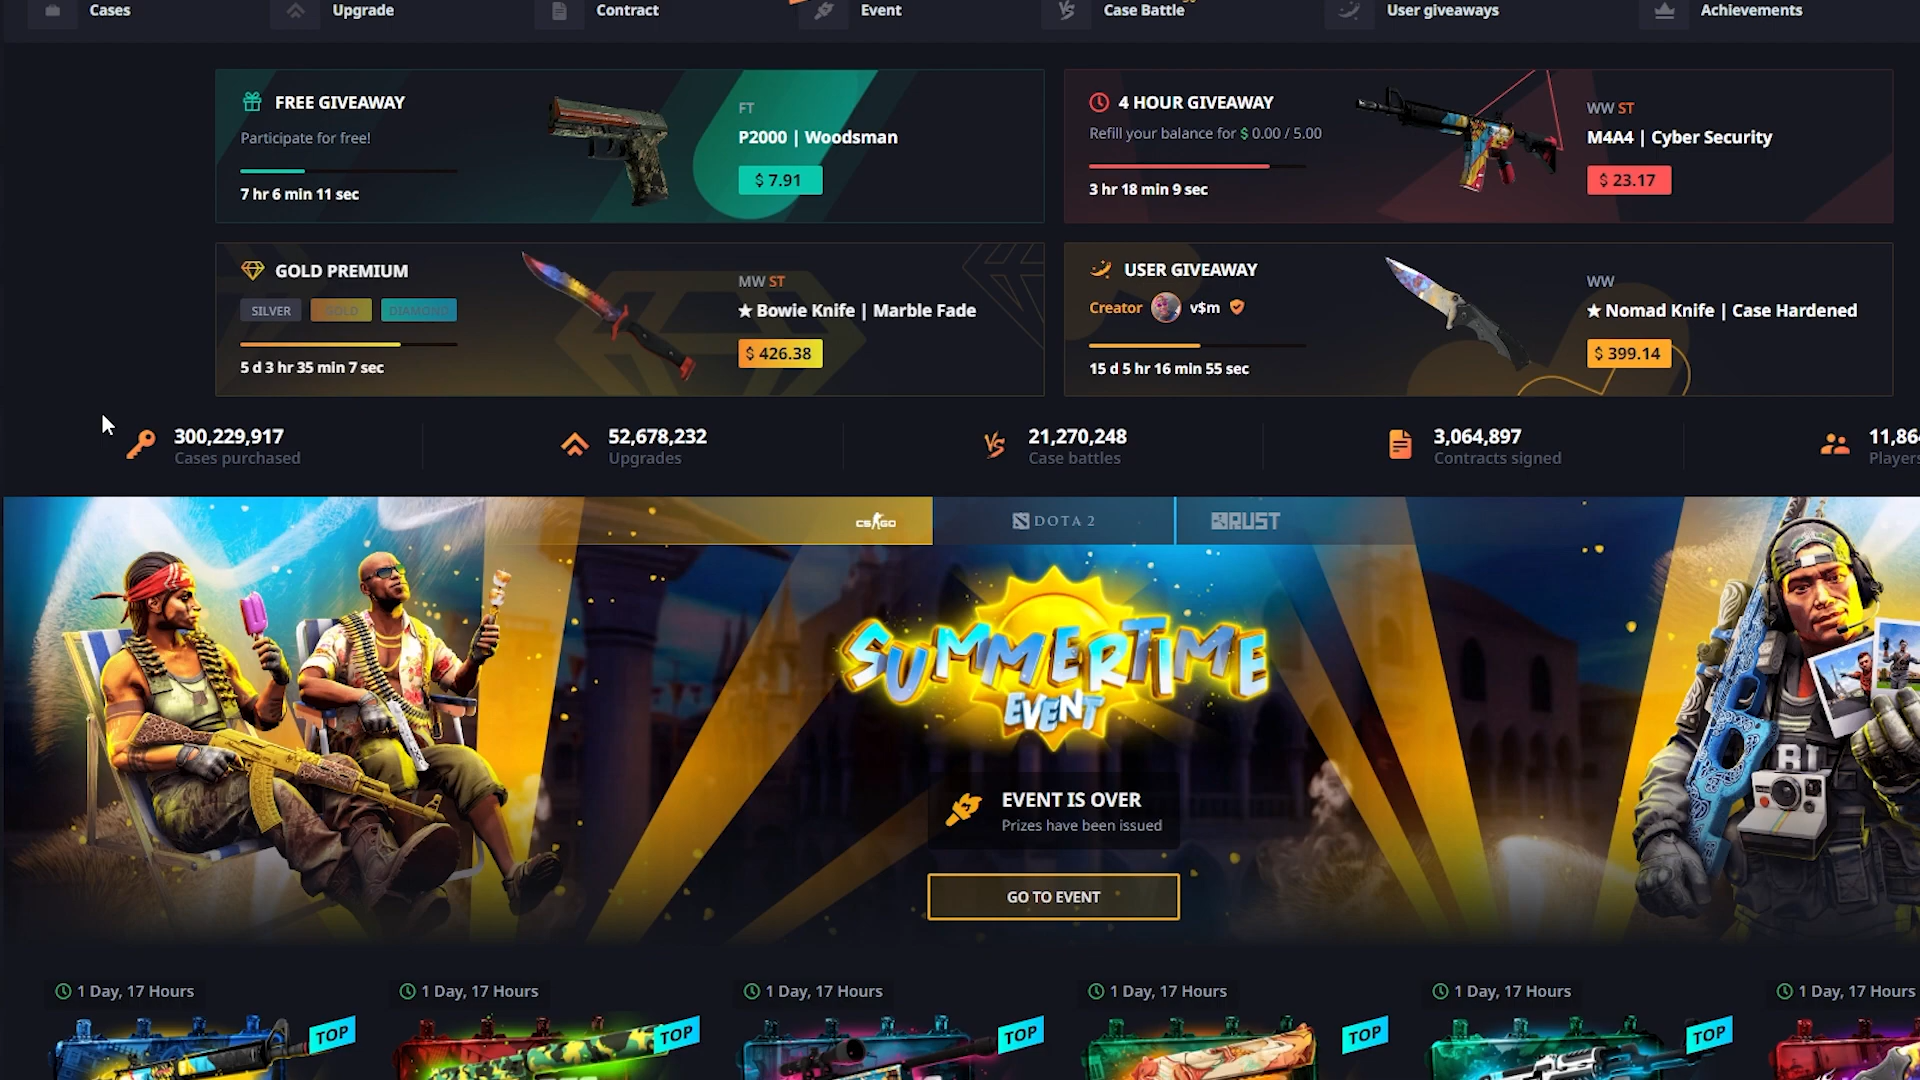 Cases
Upgrade
Contract
Event
Case Battle
User giveaways
Achievements
FREE GIVEAWAY
Participate for free!
7 hr 6 min 11 sec
FT
P2000 | Woodsman
$ 7.91
4 HOUR GIVEAWAY
Refill your balance for $ 0.00 / 5.00
3 hr 18 min 9 sec
WW ST
M4A4 | Cyber Security
$ 23.17
GOLD PREMIUM
SILVER
GOLD
DIAMOND
5 d 3 hr 35 min 7 sec
MW ST
★ Bowie Knife | Marble Fade
$ 426.38
USER GIVEAWAY
Creator v$m
15 d 5 hr 16 min 55 sec
WW
★ Nomad Knife | Case Hardened
$ 399.14
300,229,917
Cases purchased
52,678,232
Upgrades
21,270,248
Case battles
3,064,897
Contracts signed
11,864
Players
CS GO
DOTA 2
RUST
SUMMERTIME
EVENT
EVENT IS OVER
Prizes have been issued
GO TO EVENT
1 Day, 17 Hours
1 Day, 17 Hours
1 Day, 17 Hours
1 Day, 17 Hours
1 Day, 17 Hours
1 Day, 17 Hours
TOP
TOP
TOP
TOP
TOP